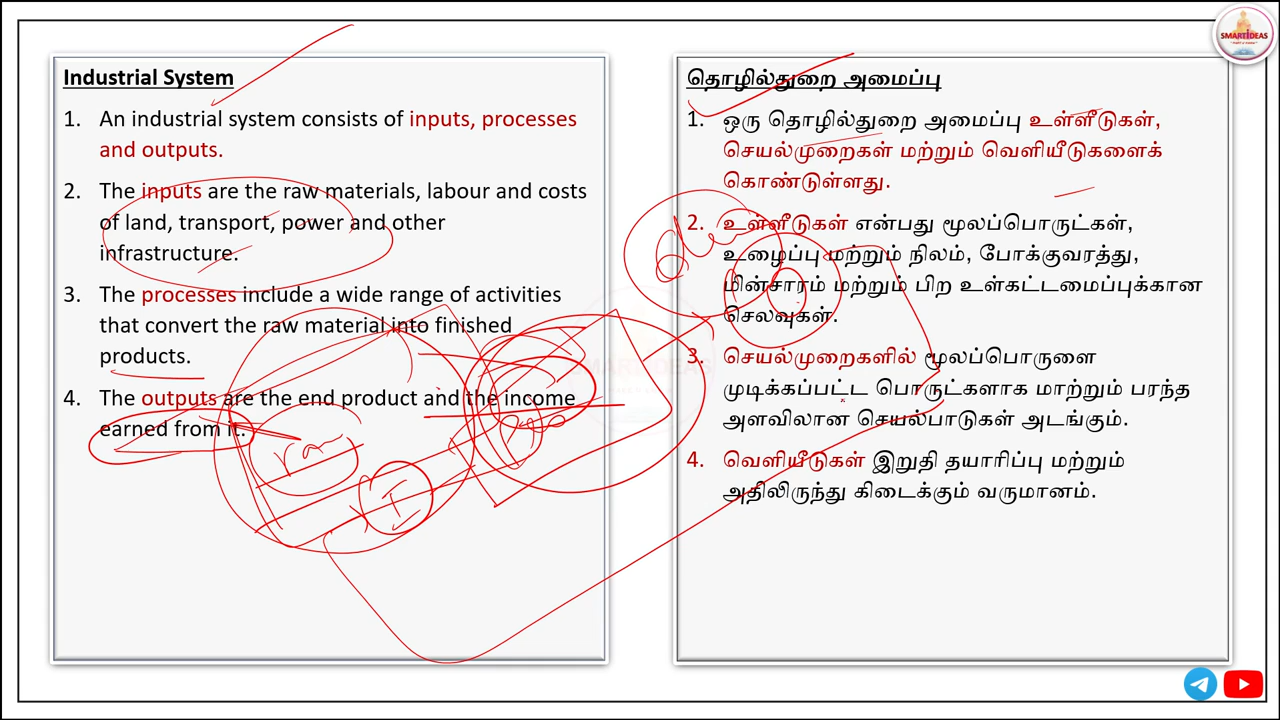 SMART IDEAS
Industrial System
1. An industrial system consists of inputs, processes
and outputs.
2. The inputs are the raw materials, labour and costs
of land, transport, power and other
infrastructure.
3. The processes include a wide range of activities
that convert the raw material into finished
products.
4. The outputs are the end product and the income
earned from it.
தொழில்துறை அமைப்பு
1. ஒரு தொழில்துறை அமைப்பு உள்ளீடுகள்,
செயல்முறைகள் மற்றும் வெளியீடுகளைக்
கொண்டுள்ளது.
2. உள்ளீடுகள் என்பது மூலப்பொருட்கள்,
உழைப்பு மற்றும் நிலம், போக்குவரத்து,
மின்சாரம் மற்றும் பிற உள்கட்டமைப்புக்கான
செலவுகள்.
3. செயல்முறைகளில் மூலப்பொருளை
முடிக்கப்பட்ட பொருட்களாக மாற்றும் பரந்த
அளவிலான செயல்பாடுகள் அடங்கும்.
4. வெளியீடுகள் இறுதி தயாரிப்பு மற்றும்
அதிலிருந்து கிடைக்கும் வருமானம்.